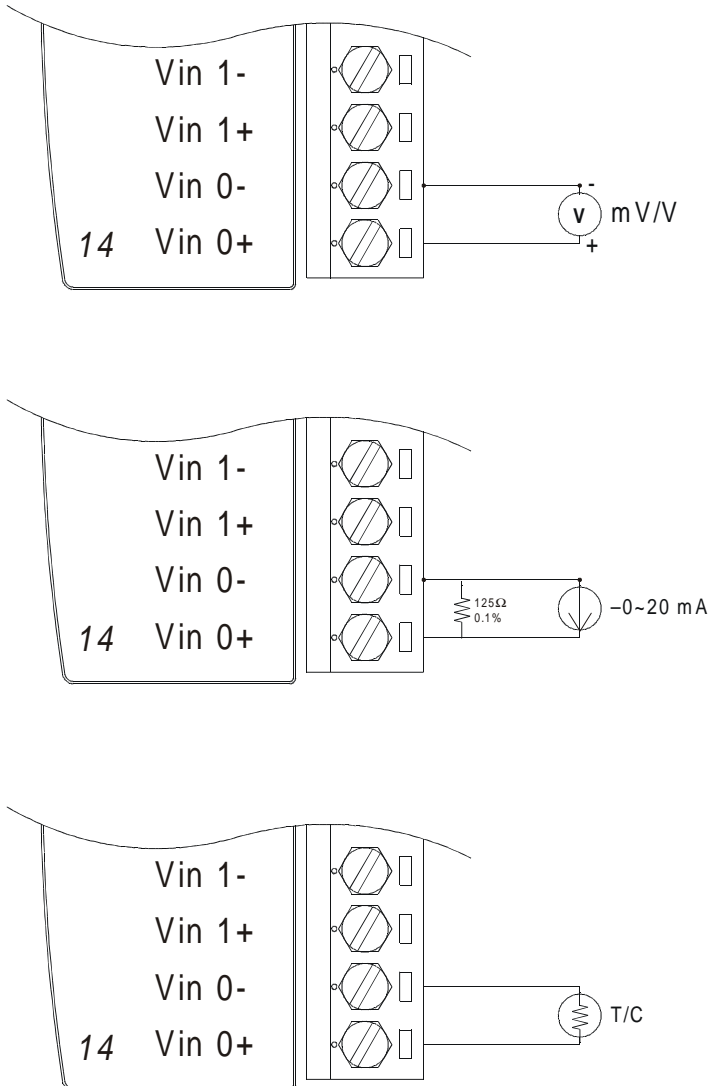 Vin 1-
Vin 1+
Vin 0- - V mV/V
14 Vin 0+ +
Vin 1-
Vin 1+
Vin 0- 125Ω –0~20 mA
0.1%
14 Vin 0+
Vin 1-
Vin 1+
Vin 0- T/C
14 Vin 0+